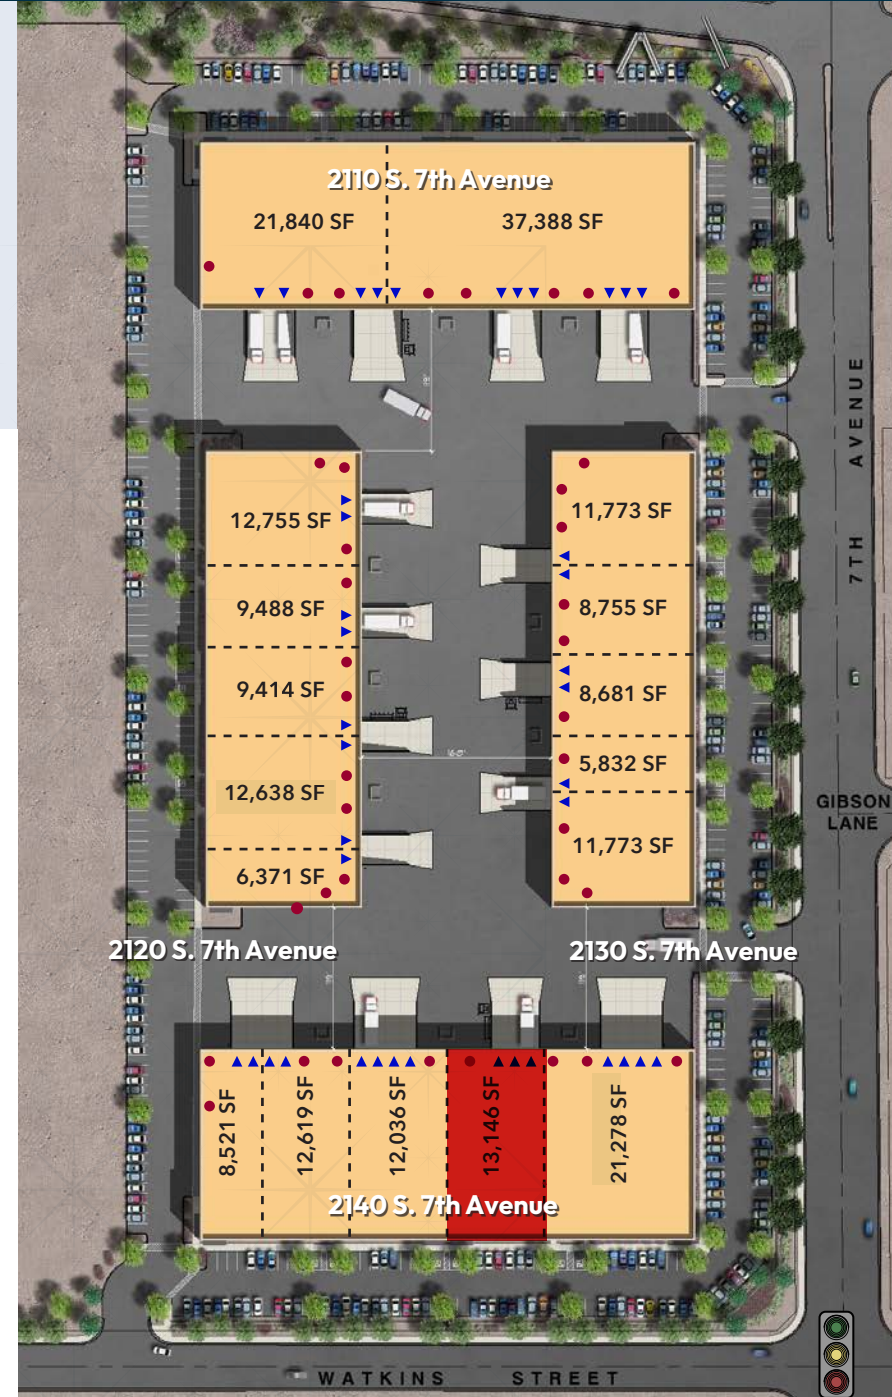 2110 S. 7th Avenue
21,840 SF
37,388 SF
12,755 SF
9,488 SF
9,414 SF
12,638 SF
6,371 SF
11,773 SF
8,755 SF
8,681 SF
5,832 SF
11,773 SF
7TH AVENUE
GIBSON
LANE
2120 S. 7th Avenue
2130 S. 7th Avenue
8,521 SF
12,619 SF
12,036 SF
13,146 SF
21,278 SF
2140 S. 7th Avenue
WATKINS STREET